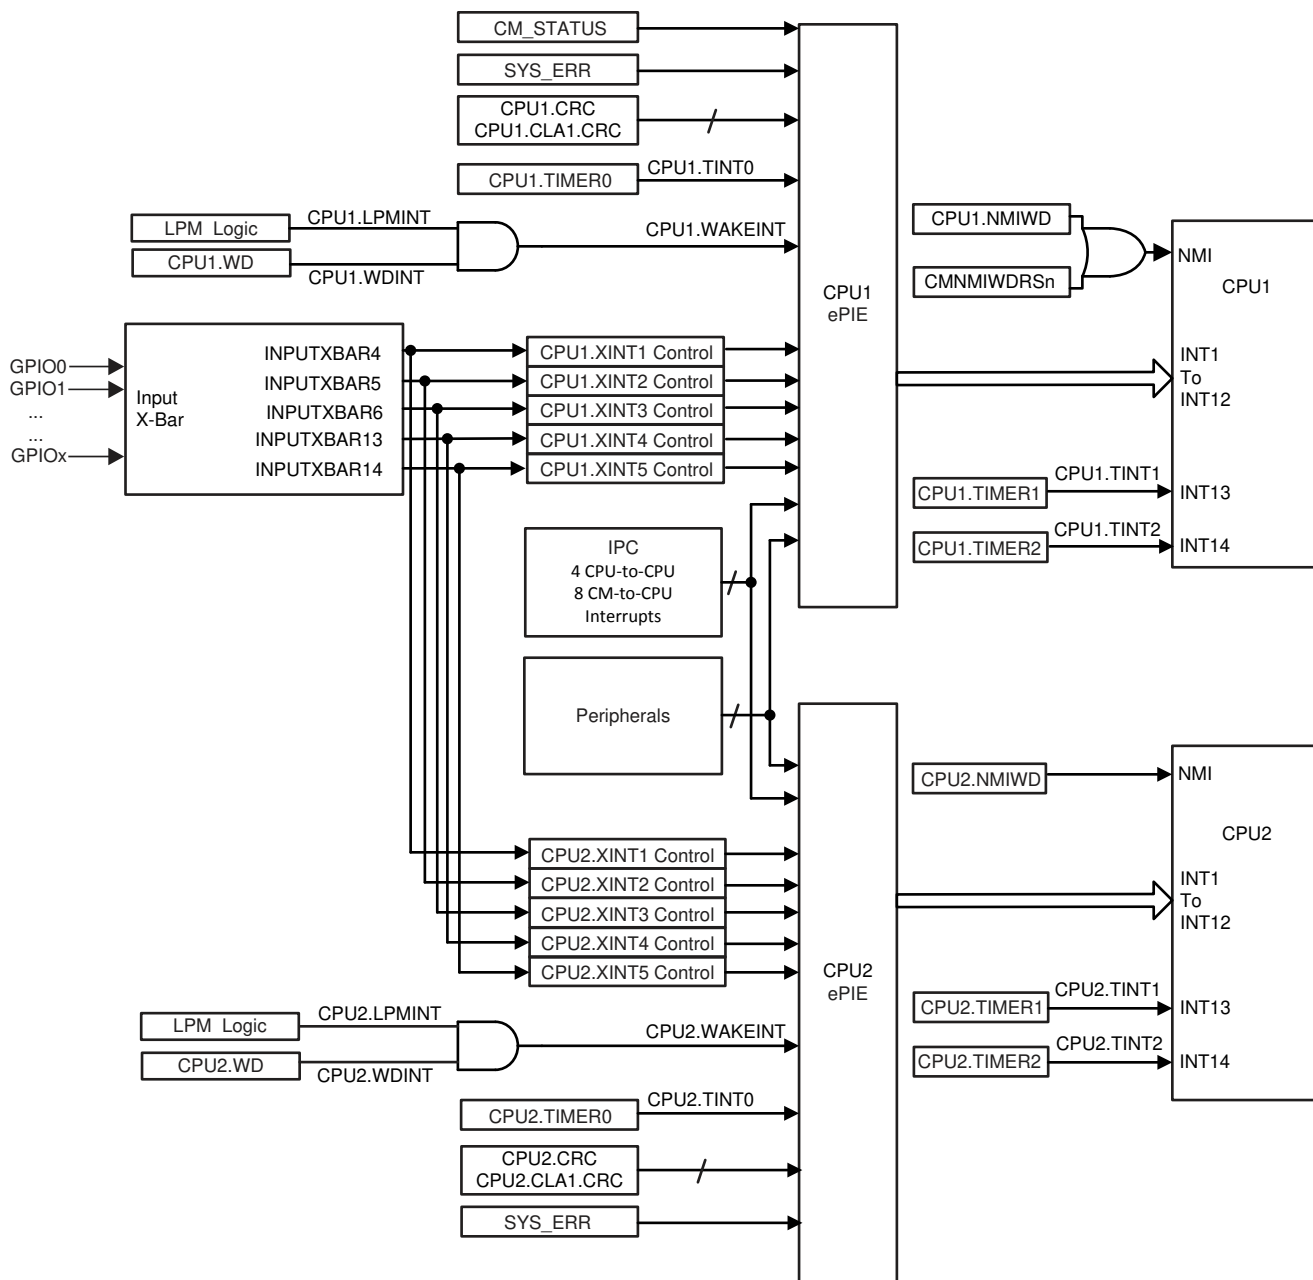 CM_STATUS
SYS_ERR
CPU1.CRC
CPU1.CLA1.CRC
CPU1.TIMER0
CPU1.TINT0
LPM Logic
CPU1.LPMINT
CPU1.WD
CPU1.WDINT
CPU1.WAKEINT
CPU1
ePIE
CPU1.NMIWD
CMNMIWDRSn
NMI
CPU1
INT1
To
INT12
CPU1.TIMER1
CPU1.TINT1
INT13
CPU1.TIMER2
CPU1.TINT2
INT14
GPIO0
GPIO1
...
...
GPIOx
Input
X-Bar
INPUTXBAR4
INPUTXBAR5
INPUTXBAR6
INPUTXBAR13
INPUTXBAR14
CPU1.XINT1 Control
CPU1.XINT2 Control
CPU1.XINT3 Control
CPU1.XINT4 Control
CPU1.XINT5 Control
IPC
4 CPU-to-CPU
8 CM-to-CPU
Interrupts
Peripherals
CPU2.XINT1 Control
CPU2.XINT2 Control
CPU2.XINT3 Control
CPU2.XINT4 Control
CPU2.XINT5 Control
CPU2
ePIE
CPU2.NMIWD
NMI
CPU2
INT1
To
INT12
CPU2.TIMER1
CPU2.TINT1
INT13
CPU2.TIMER2
CPU2.TINT2
INT14
LPM Logic
CPU2.LPMINT
CPU2.WD
CPU2.WDINT
CPU2.WAKEINT
CPU2.TIMER0
CPU2.TINT0
CPU2.CRC
CPU2.CLA1.CRC
SYS_ERR